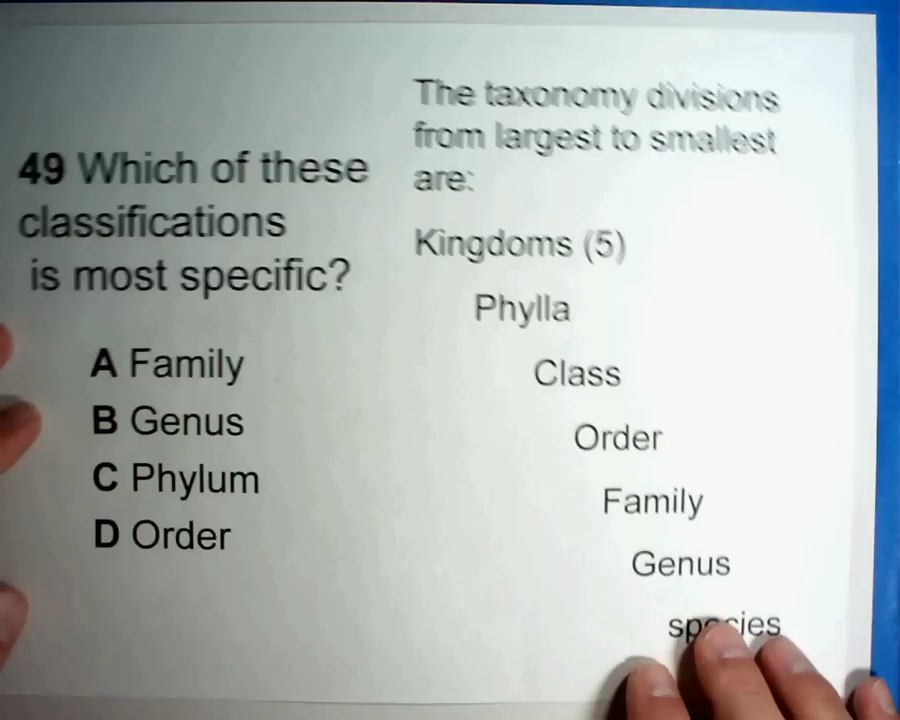 49 Which of these
classifications
is most specific?
A Family
B Genus
C Phylum
D Order
The taxonomy divisions
from largest to smallest
are:
Kingdoms (5)
Phylla
Class
Order
Family
Genus
species